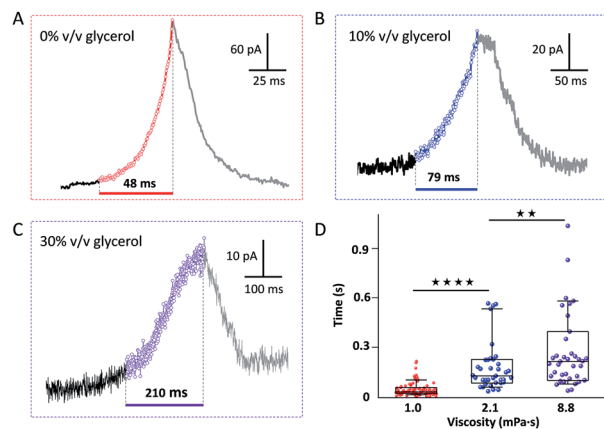 A
0% v/v glycerol
60 pA
25 ms
48 ms
B
10% v/v glycerol
20 pA
50 ms
79 ms
C
30% v/v glycerol
10 pA
100 ms
210 ms
D
★★
★★★★
0.9
0.6
0.3
0
Time (s)
1.0 2.1 8.8
Viscosity (mPa·s)